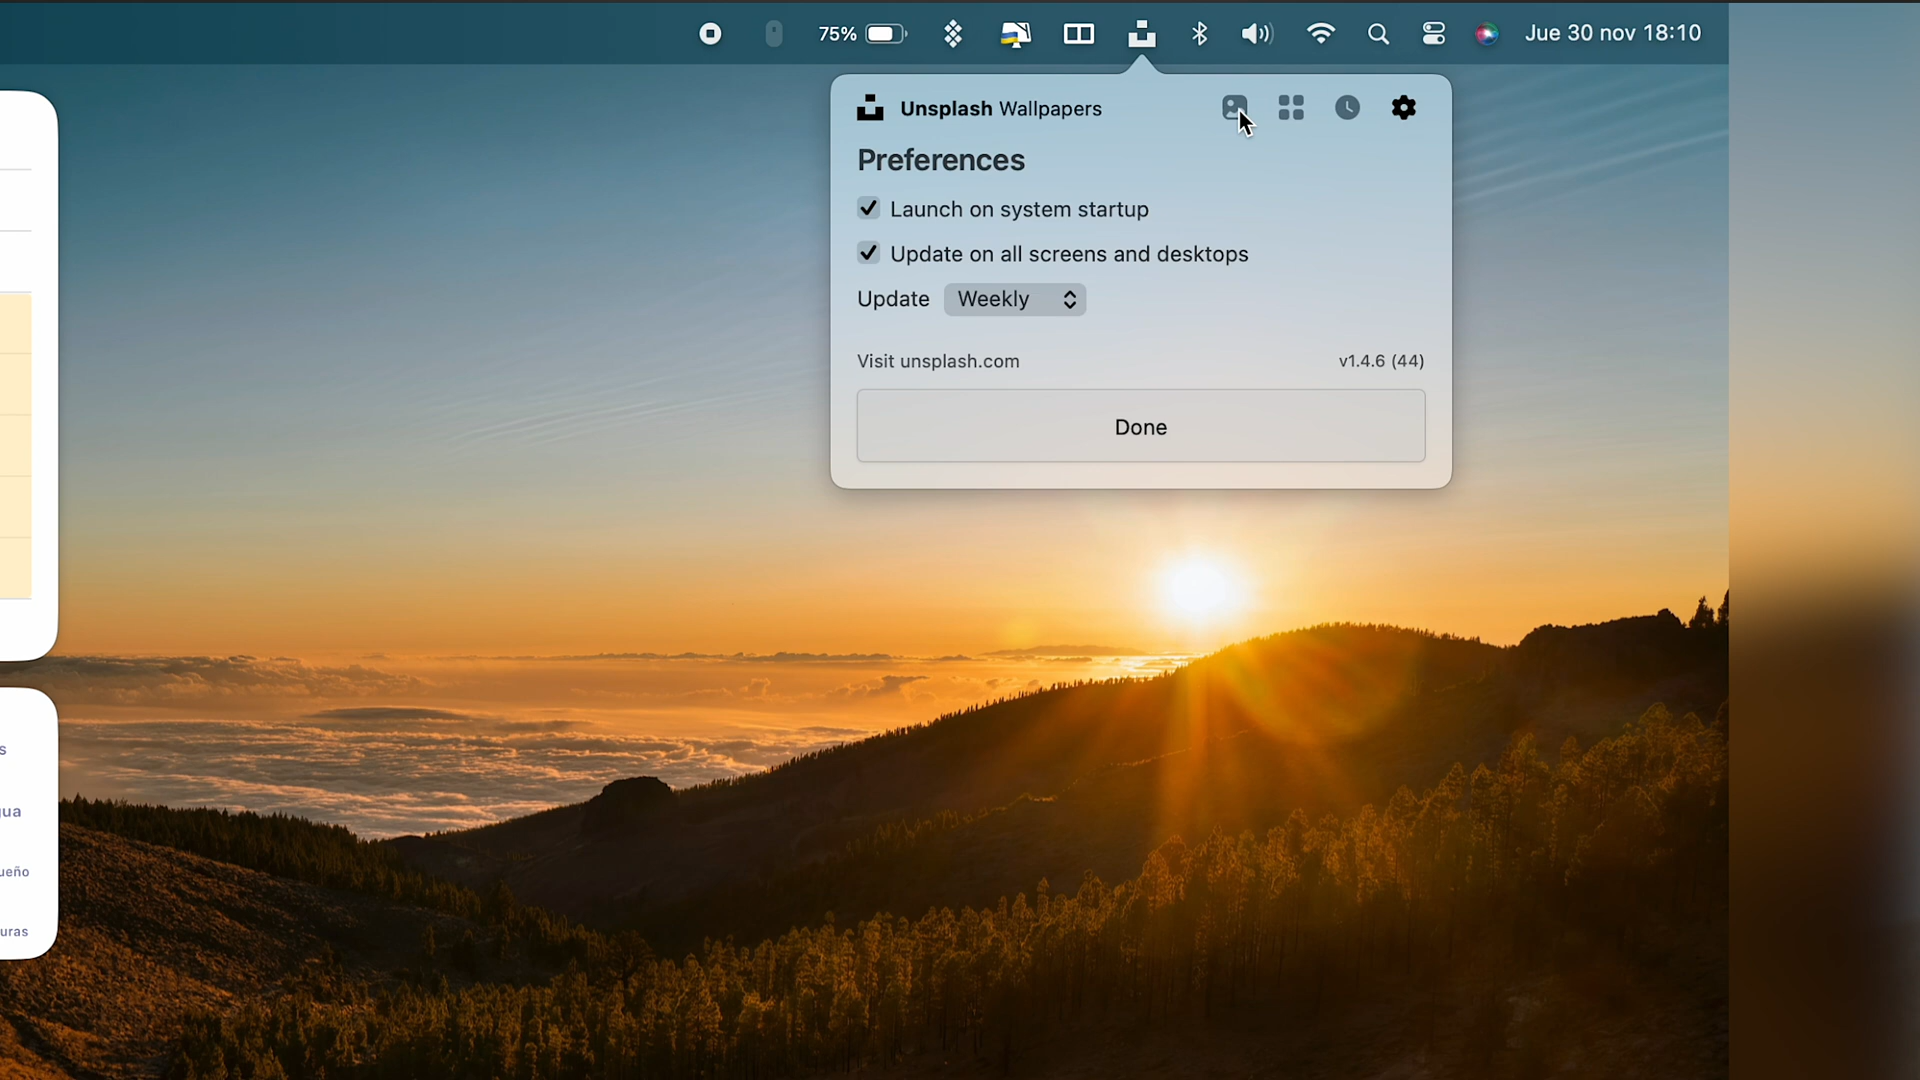 75%
Jue 30 nov 18:10
Unsplash Wallpapers
Preferences
Launch on system startup
Update on all screens and desktops
Update Weekly
Visit unsplash.com v1.4.6 (44)
Done
s
ua
ueño
uras